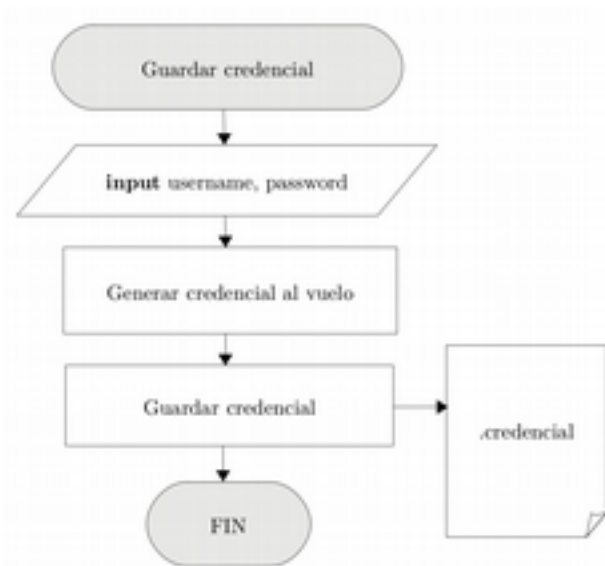 Guardar credencial
input username, password
Generar credencial al vuelo
Guardar credencial
.credencial
FIN